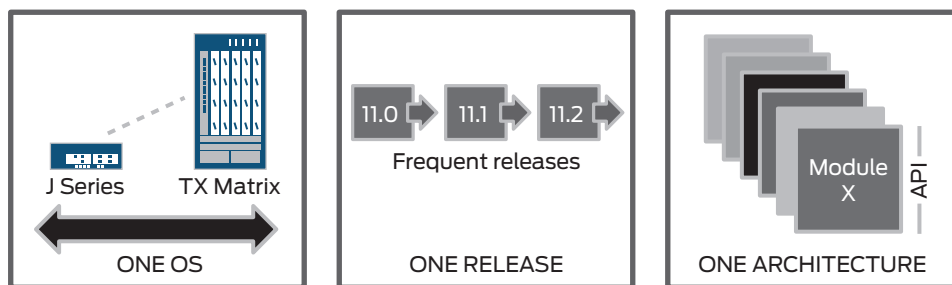 J Series
TX Matrix
ONE OS
11.0
11.1
11.2
Frequent releases
ONE RELEASE
Module
X
API
ONE ARCHITECTURE